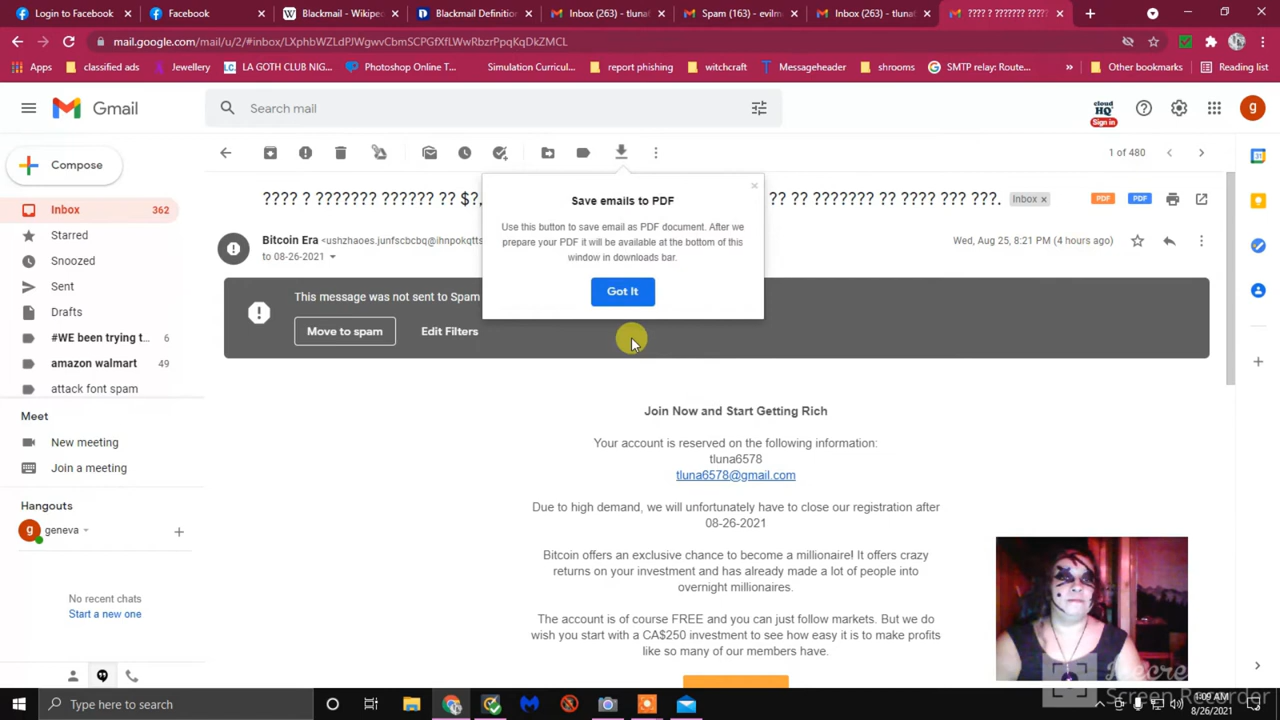 Login to Facebook
Facebook
Blackmail - Wikipe
Blackmail Definition
Inbox (263) - tluna
Spam (163) - evilm
Inbox (263) - tluna
???? ? ??????? ????
mail.google.com/mail/u/2/#inbox/LXphbWZLdPJWgwvCbmSCPGfXfLWwRbzrPpqKqDkZMCL
Apps
classified ads
Jewellery
LA GOTH CLUB NIG...
Photoshop Online T...
Simulation Curricul...
report phishing
witchcraft
Messageheader
shrooms
SMTP relay: Route...
»
Other bookmarks
Reading list
Gmail
Search mail
cloud
HQ
Sign in
g
Compose
1 of 480
Inbox 362
Starred
Snoozed
Sent
Drafts
#WE been trying t... 6
amazon walmart 49
attack font spam
Meet
New meeting
Join a meeting
Hangouts
g geneva
No recent chats
Start a new one
???? ? ??????? ?????? ?? $?,
?? ?? ??????? ?? ???? ??? ???. Inbox ×
PDF PDF
Bitcoin Era <ushzhaoes.junfscbcbq@ihnpokqtts
Wed, Aug 25, 8:21 PM (4 hours ago)
to 08-26-2021
Save emails to PDF
Use this button to save email as PDF document. After we
prepare your PDF it will be available at the bottom of this
window in downloads bar.
Got It
This message was not sent to Spam
Move to spam
Edit Filters
Join Now and Start Getting Rich
Your account is reserved on the following information:
tluna6578
tluna6578@gmail.com
Due to high demand, we will unfortunately have to close our registration after
08-26-2021
Bitcoin offers an exclusive chance to become a millionaire! It offers crazy
returns on your investment and has already made a lot of people into
overnight millionaires.
The account is of course FREE and you can just follow markets. But we do
wish you start with a CA$250 investment to see how easy it is to make profits
like so many of our members have.
Screen Recorder
Type here to search
1:09 AM
8/26/2021